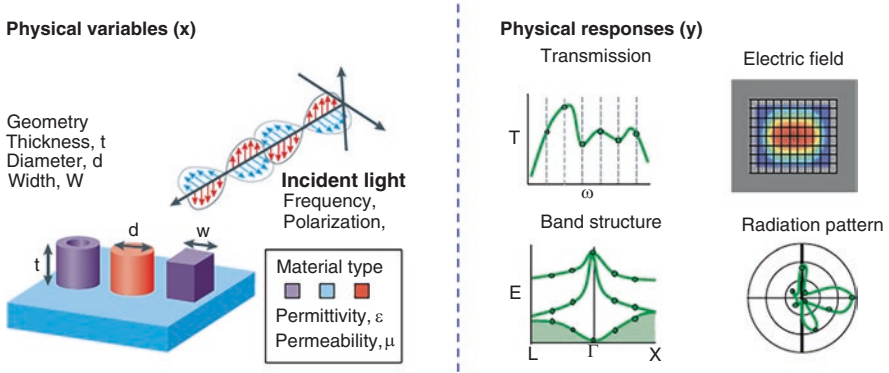 Physical variables (x)
Geometry
Thickness, t
Diameter, d
Width, W
Incident light
Frequency,
Polarization,
t
d
w
Material type
Permittivity, ε
Permeability, μ
Physical responses (y)
Transmission
T
ω
Electric field
Band structure
E
L
Γ
X
Radiation pattern